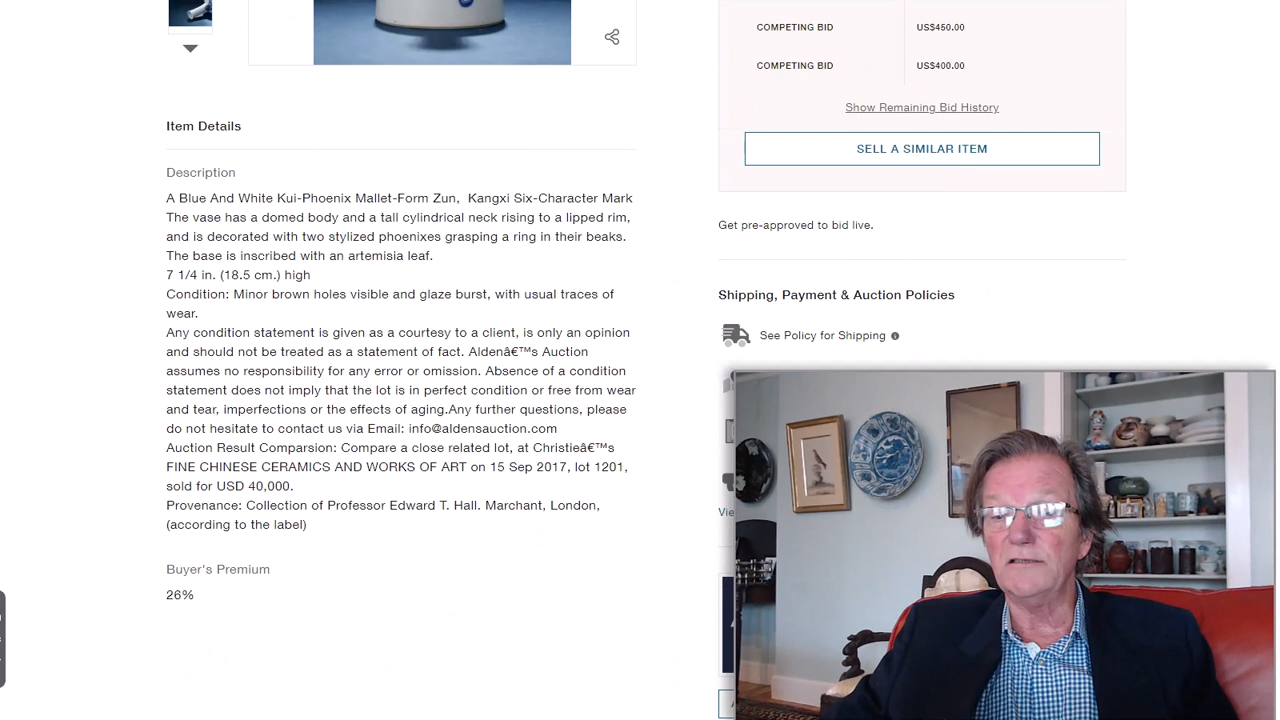 COMPETING BID US$450.00
COMPETING BID US$400.00
Show Remaining Bid History
SELL A SIMILAR ITEM
Get pre-approved to bid live.
Shipping, Payment & Auction Policies
See Policy for Shipping
Item Details
Description
A Blue And White Kui-Phoenix Mallet-Form Zun,  Kangxi Six-Character Mark
The vase has a domed body and a tall cylindrical neck rising to a lipped rim,
and is decorated with two stylized phoenixes grasping a ring in their beaks.
The base is inscribed with an artemisia leaf.
7 1/4 in. (18.5 cm.) high
Condition: Minor brown holes visible and glaze burst, with usual traces of
wear.
Any condition statement is given as a courtesy to a client, is only an opinion
and should not be treated as a statement of fact. Aldenâ€™s Auction
assumes no responsibility for any error or omission. Absence of a condition
statement does not imply that the lot is in perfect condition or free from wear
and tear, imperfections or the effects of aging.Any further questions, please
do not hesitate to contact us via Email: info@aldensauction.com
Auction Result Comparsion: Compare a close related lot, at Christieâ€™s
FINE CHINESE CERAMICS AND WORKS OF ART on 15 Sep 2017, lot 1201,
sold for USD 40,000.
Provenance: Collection of Professor Edward T. Hall. Marchant, London,
(according to the label)
Buyer's Premium
26%